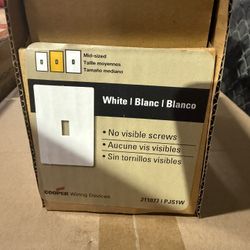 Mid-sized
Taille moyennes
Tamaño mediano
White | Blanc | Blanco
• No visible screws
• Aucune vis visibles
• Sin tornillos visibles
COOPER Wiring Devices
271077 | PJS1W